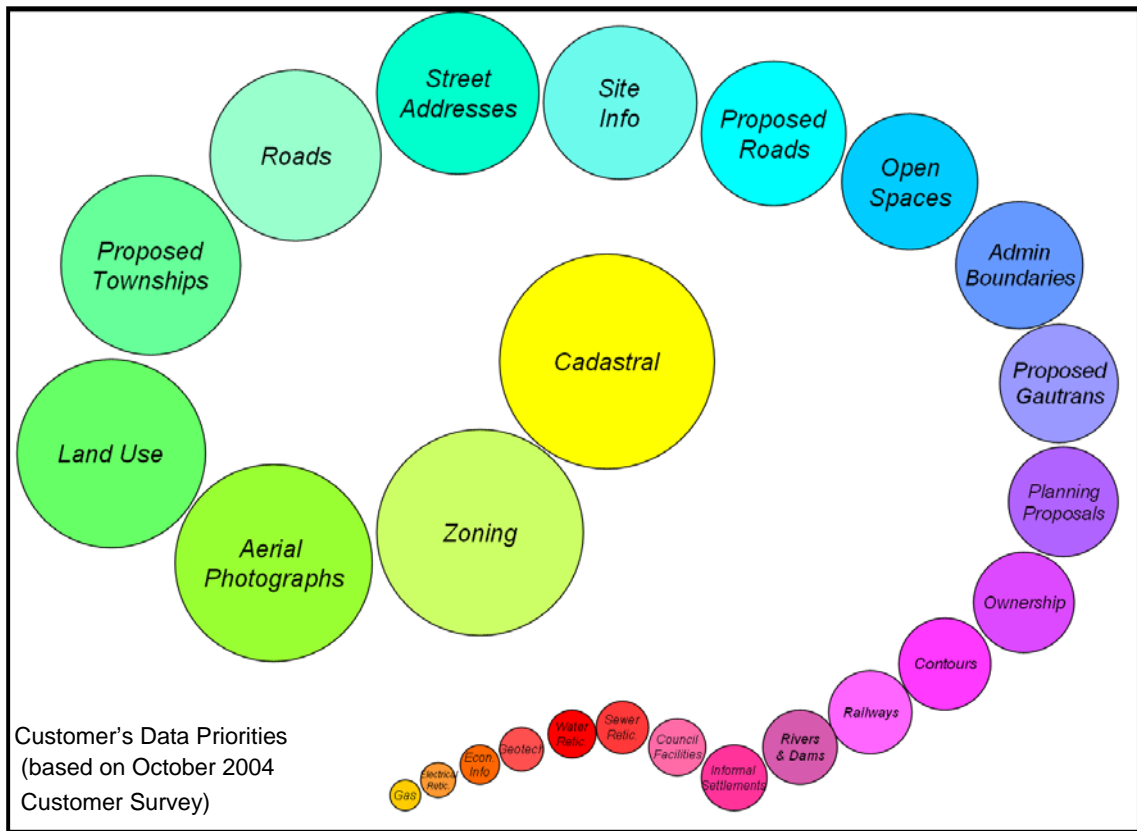 Street
Addresses
Site
Info
Proposed
Roads
Open
Spaces
Admin
Boundaries
Proposed
Gautrans
Planning
Proposals
Ownership
Contours
Railways
Rivers
& Dams
Informal
Settlements
Council
Facilities
Sewer
Retic.
Water
Retic.
Geotech
Econ.
Info
Electrical
Retic.
Gas
Roads
Proposed
Townships
Land Use
Aerial
Photographs
Zoning
Cadastral
Customer's Data Priorities
(based on October 2004
Customer Survey)